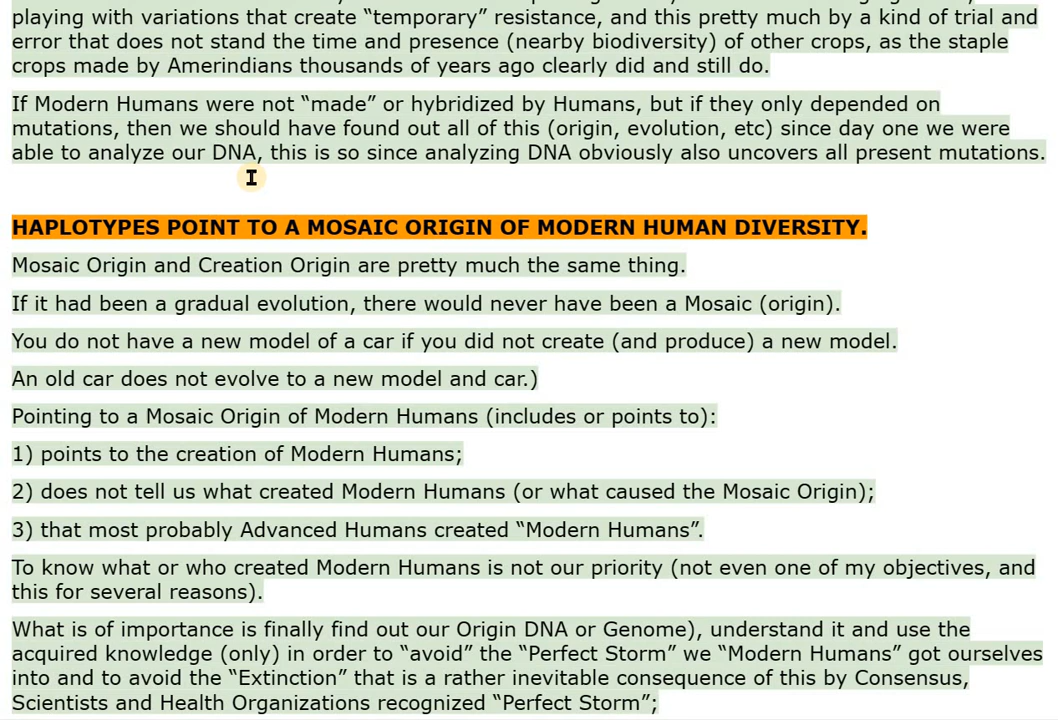 playing with variations that create “temporary” resistance, and this pretty much by a kind of trial and
error that does not stand the time and presence (nearby biodiversity) of other crops, as the staple
crops made by Amerindians thousands of years ago clearly did and still do.
If Modern Humans were not “made” or hybridized by Humans, but if they only depended on
mutations, then we should have found out all of this (origin, evolution, etc) since day one we were
able to analyze our DNA, this is so since analyzing DNA obviously also uncovers all present mutations.
HAPLOTYPES POINT TO A MOSAIC ORIGIN OF MODERN HUMAN DIVERSITY.
Mosaic Origin and Creation Origin are pretty much the same thing.
If it had been a gradual evolution, there would never have been a Mosaic (origin).
You do not have a new model of a car if you did not create (and produce) a new model.
An old car does not evolve to a new model and car.)
Pointing to a Mosaic Origin of Modern Humans (includes or points to):
1) points to the creation of Modern Humans;
2) does not tell us what created Modern Humans (or what caused the Mosaic Origin);
3) that most probably Advanced Humans created “Modern Humans”.
To know what or who created Modern Humans is not our priority (not even one of my objectives, and
this for several reasons).
What is of importance is finally find out our Origin DNA or Genome), understand it and use the
acquired knowledge (only) in order to “avoid” the “Perfect Storm” we “Modern Humans” got ourselves
into and to avoid the “Extinction” that is a rather inevitable consequence of this by Consensus,
Scientists and Health Organizations recognized “Perfect Storm”;